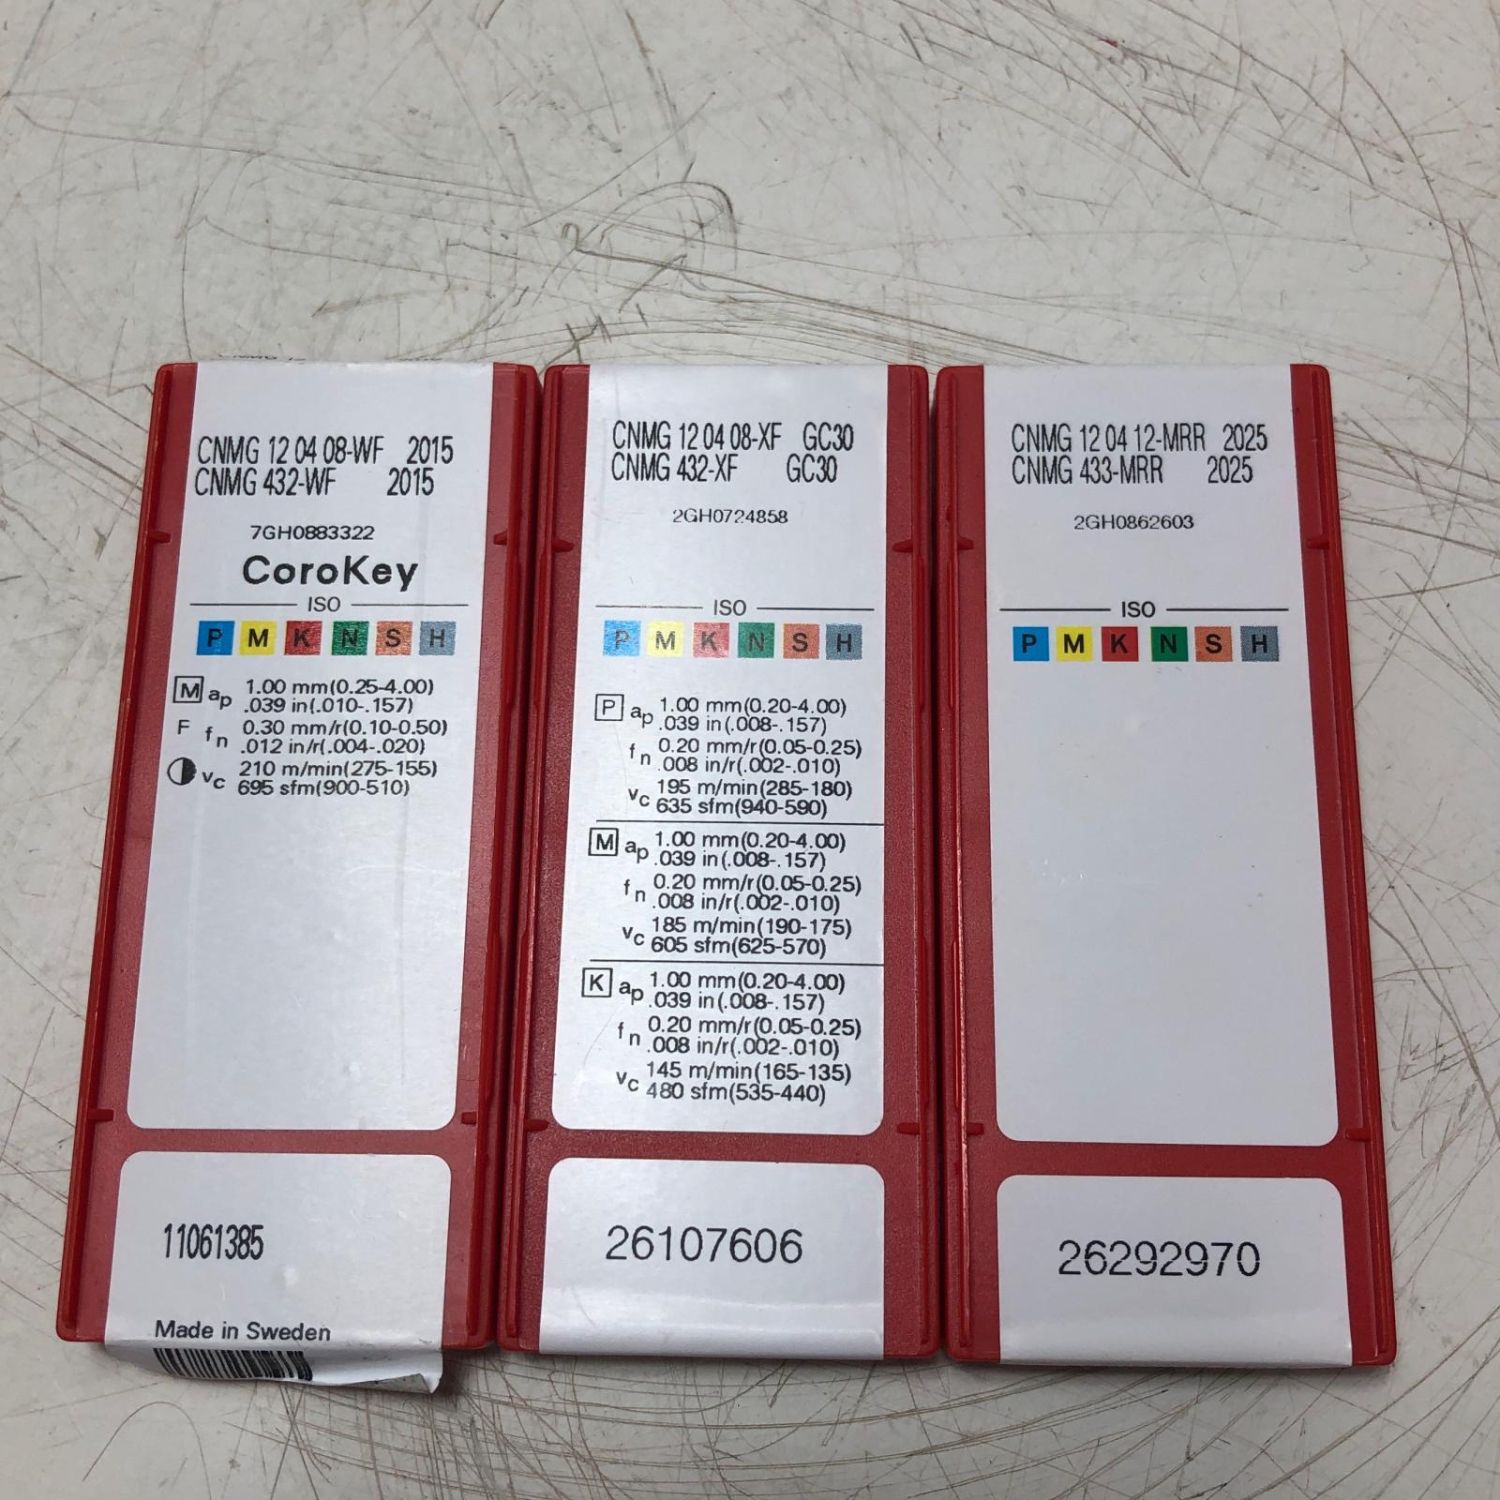 CNMG 12 04 08-WF 2015
CNMG 432-WF 2015
7GH0883322
CoroKey
ISO
P M K N S H
M ap 1.00 mm(0.25-4.00)
.039 in(.010-.157)
F fn 0.30 mm/r(0.10-0.50)
.012 in/r(.004-.020)
vc 210 m/min(275-155)
695 sfm(900-510)
11061385
Made in Sweden
CNMG 12 04 08-XF GC30
CNMG 432-XF GC30
2GH0724858
ISO
P M K N S H
P ap 1.00 mm(0.20-4.00)
.039 in(.008-.157)
fn 0.20 mm/r(0.05-0.25)
.008 in/r(.002-.010)
vc 195 m/min(285-180)
635 sfm(940-590)
M ap 1.00 mm(0.20-4.00)
.039 in(.008-.157)
fn 0.20 mm/r(0.05-0.25)
.008 in/r(.002-.010)
vc 185 m/min(190-175)
605 sfm(625-570)
K ap 1.00 mm(0.20-4.00)
.039 in(.008-.157)
fn 0.20 mm/r(0.05-0.25)
.008 in/r(.002-.010)
vc 145 m/min(165-135)
480 sfm(535-440)
26107606
CNMG 12 04 12-MRR 2025
CNMG 433-MRR 2025
2GH0862603
ISO
P M K N S H
26292970